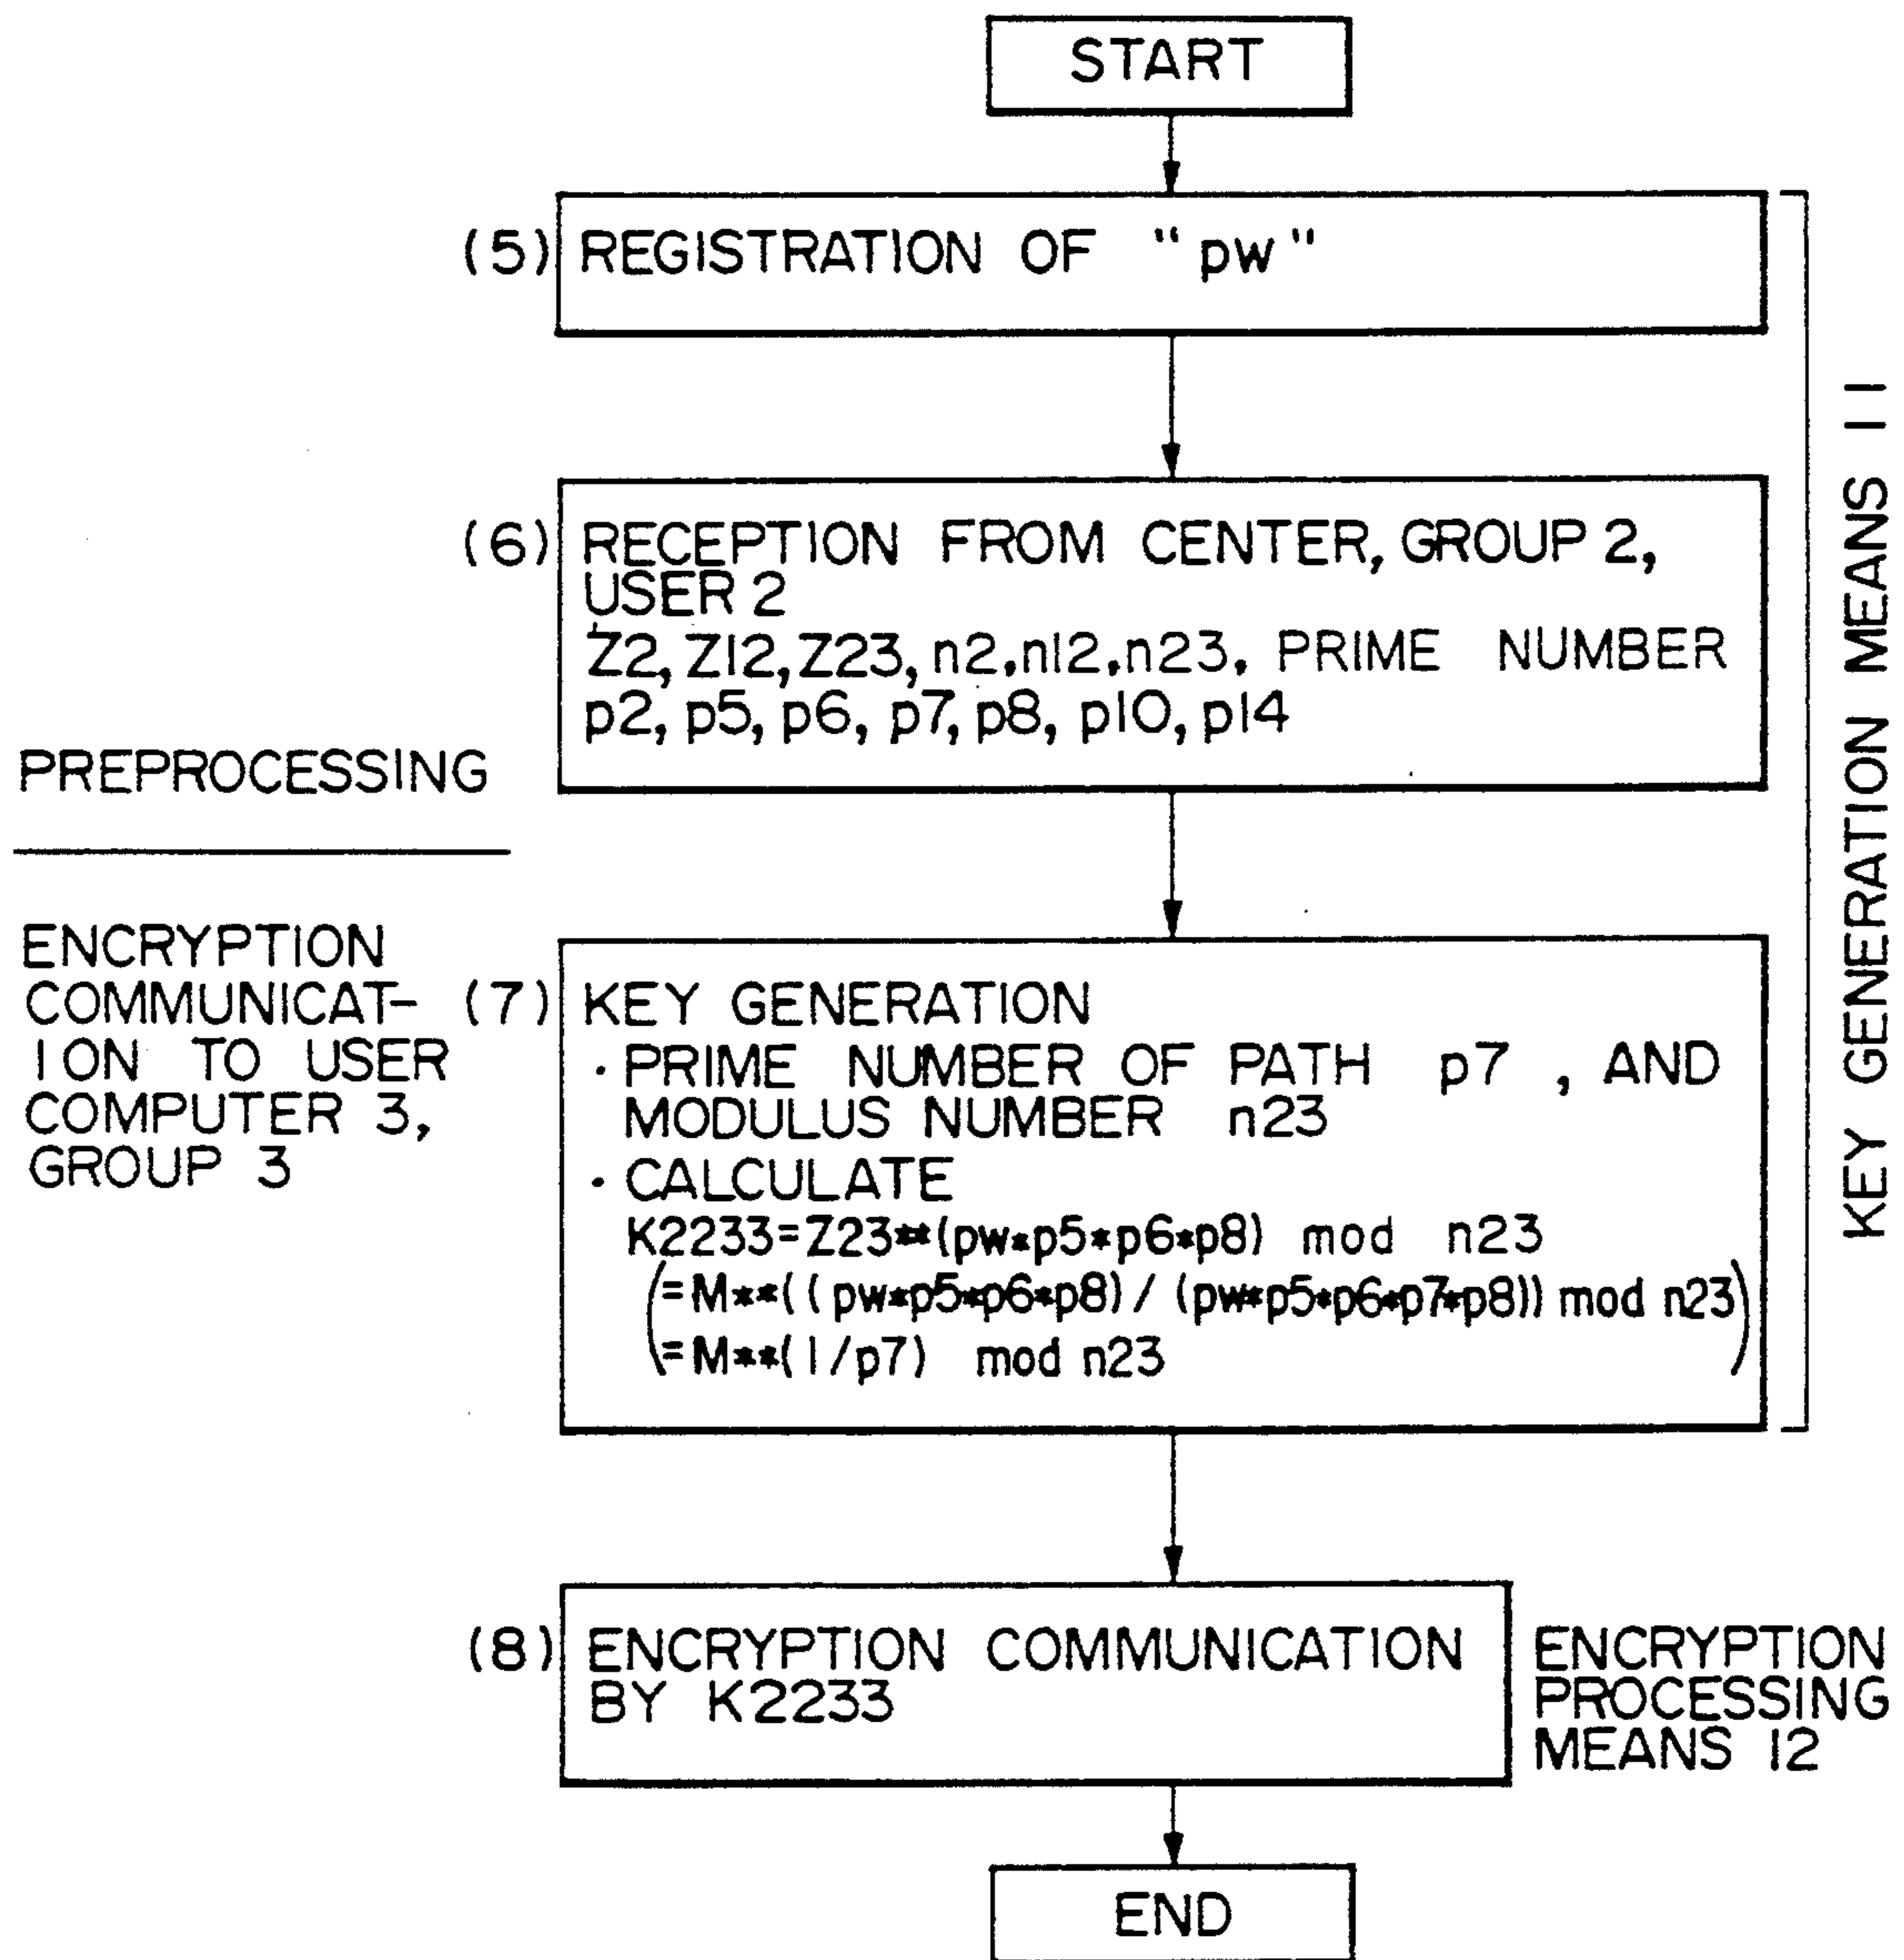 START
(5) REGISTRATION OF "pw"
(6) RECEPTION FROM CENTER, GROUP 2,
USER 2
Z2, Z12, Z23, n2, n12, n23, PRIME NUMBER
p2, p5, p6, p7, p8, p10, p14
PREPROCESSING
ENCRYPTION
COMMUNICAT-
ION TO USER
COMPUTER 3,
GROUP 3
(7) KEY GENERATION
· PRIME NUMBER OF PATH p7 , AND
MODULUS NUMBER n23
· CALCULATE
K2233=Z23**(pw*p5*p6*p8) mod n23
(=M**((pw*p5*p6*p8)/(pw*p5*p6*p7*p8)) mod n23
=M**(1/p7) mod n23)
KEY GENERATION MEANS 11
(8) ENCRYPTION COMMUNICATION
BY K2233
ENCRYPTION
PROCESSING
MEANS 12
END